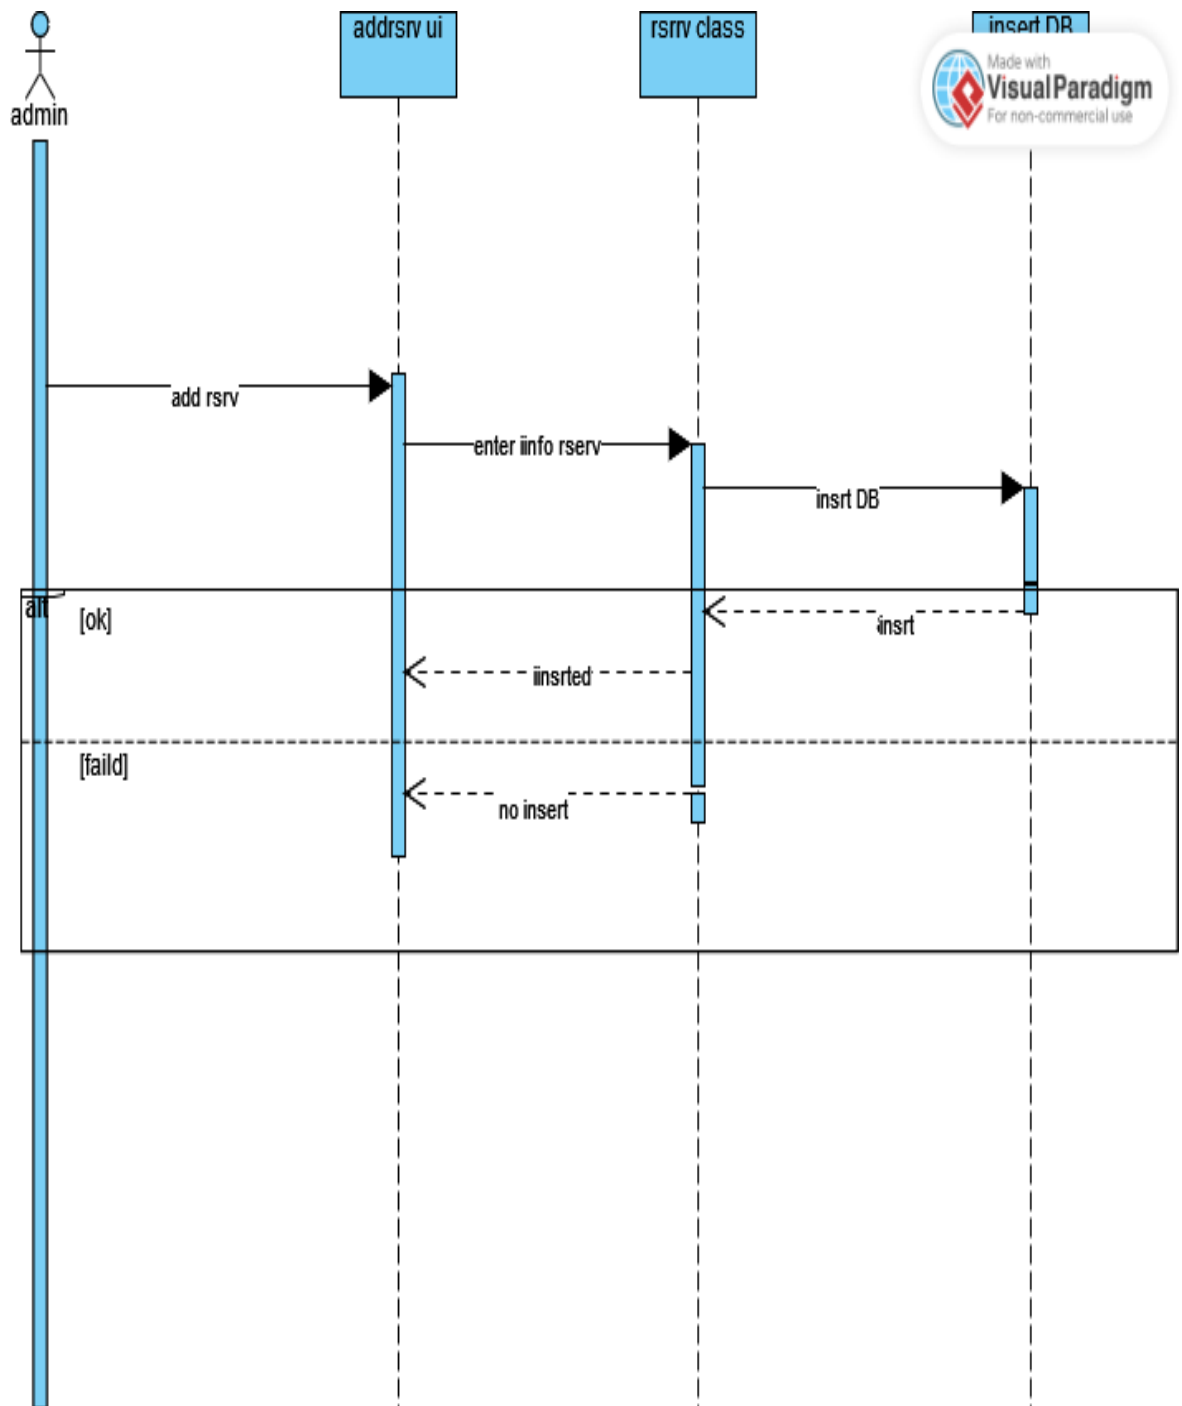 admin
addrsrv ui
rsrrv class
insert DB
Made with
Visual Paradigm
For non-commercial use
add rsrv
enter iinfo rserv
insrt DB
alt
[ok]
insrt
iinsrted
[faild]
no insert